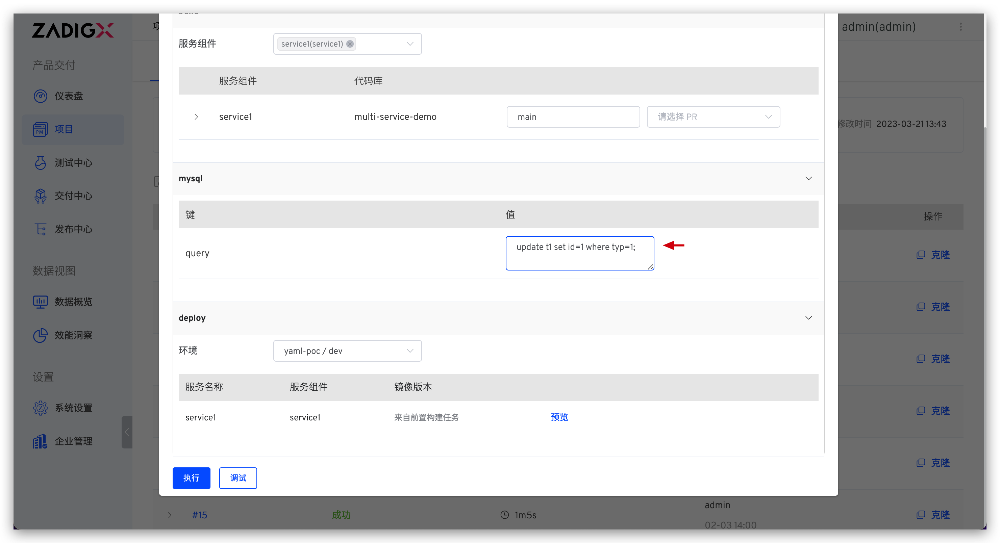 ZADIGX
admin(admin)
产品交付
仪表盘
PM
项目
测试中心
交付中心
发布中心
数据视图
数据概览
效能洞察
设置
系统设置
企业管理
服务组件
service1(service1)
服务组件 代码库
service1 multi-service-demo main 请选择 PR
修改时间 2023-03-21 13:43
mysql
键 值
query update t1 set id=1 where typ=1;
操作
克隆
克隆
克隆
克隆
克隆
deploy
环境 yaml-poc / dev
服务名称 服务组件 镜像版本
service1 service1 来自前置构建任务 预览
执行 调试
#15 成功 1m5s admin
02-03 14:00
克隆